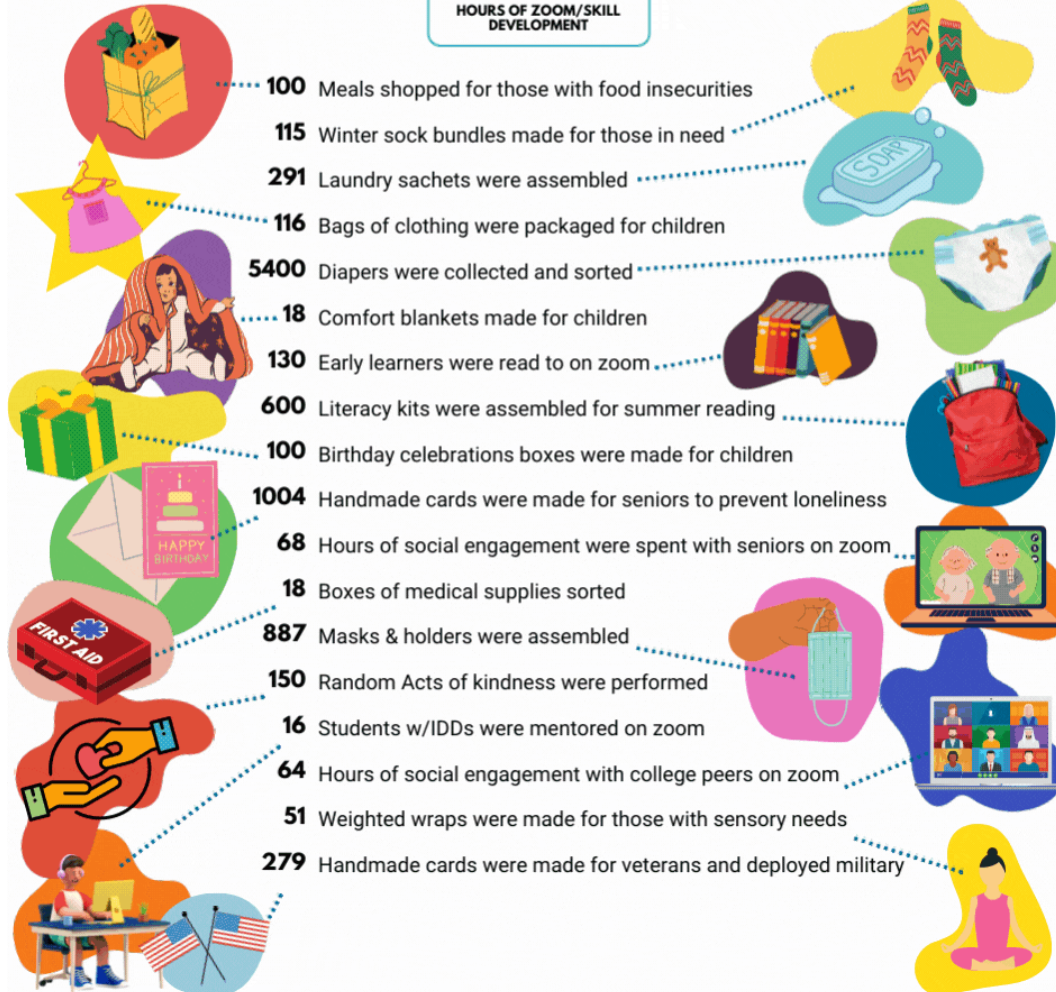 HOURS OF ZOOM/SKILL
DEVELOPMENT
100 Meals shopped for those with food insecurities
115 Winter sock bundles made for those in need
291 Laundry sachets were assembled
SOAP
116 Bags of clothing were packaged for children
5400 Diapers were collected and sorted
18 Comfort blankets made for children
130 Early learners were read to on zoom
600 Literacy kits were assembled for summer reading
100 Birthday celebrations boxes were made for children
1004 Handmade cards were made for seniors to prevent loneliness
HAPPY
BIRTHDAY
68 Hours of social engagement were spent with seniors on zoom
18 Boxes of medical supplies sorted
FIRST AID
887 Masks & holders were assembled
150 Random Acts of kindness were performed
16 Students w/IDDs were mentored on zoom
64 Hours of social engagement with college peers on zoom
51 Weighted wraps were made for those with sensory needs
279 Handmade cards were made for veterans and deployed military